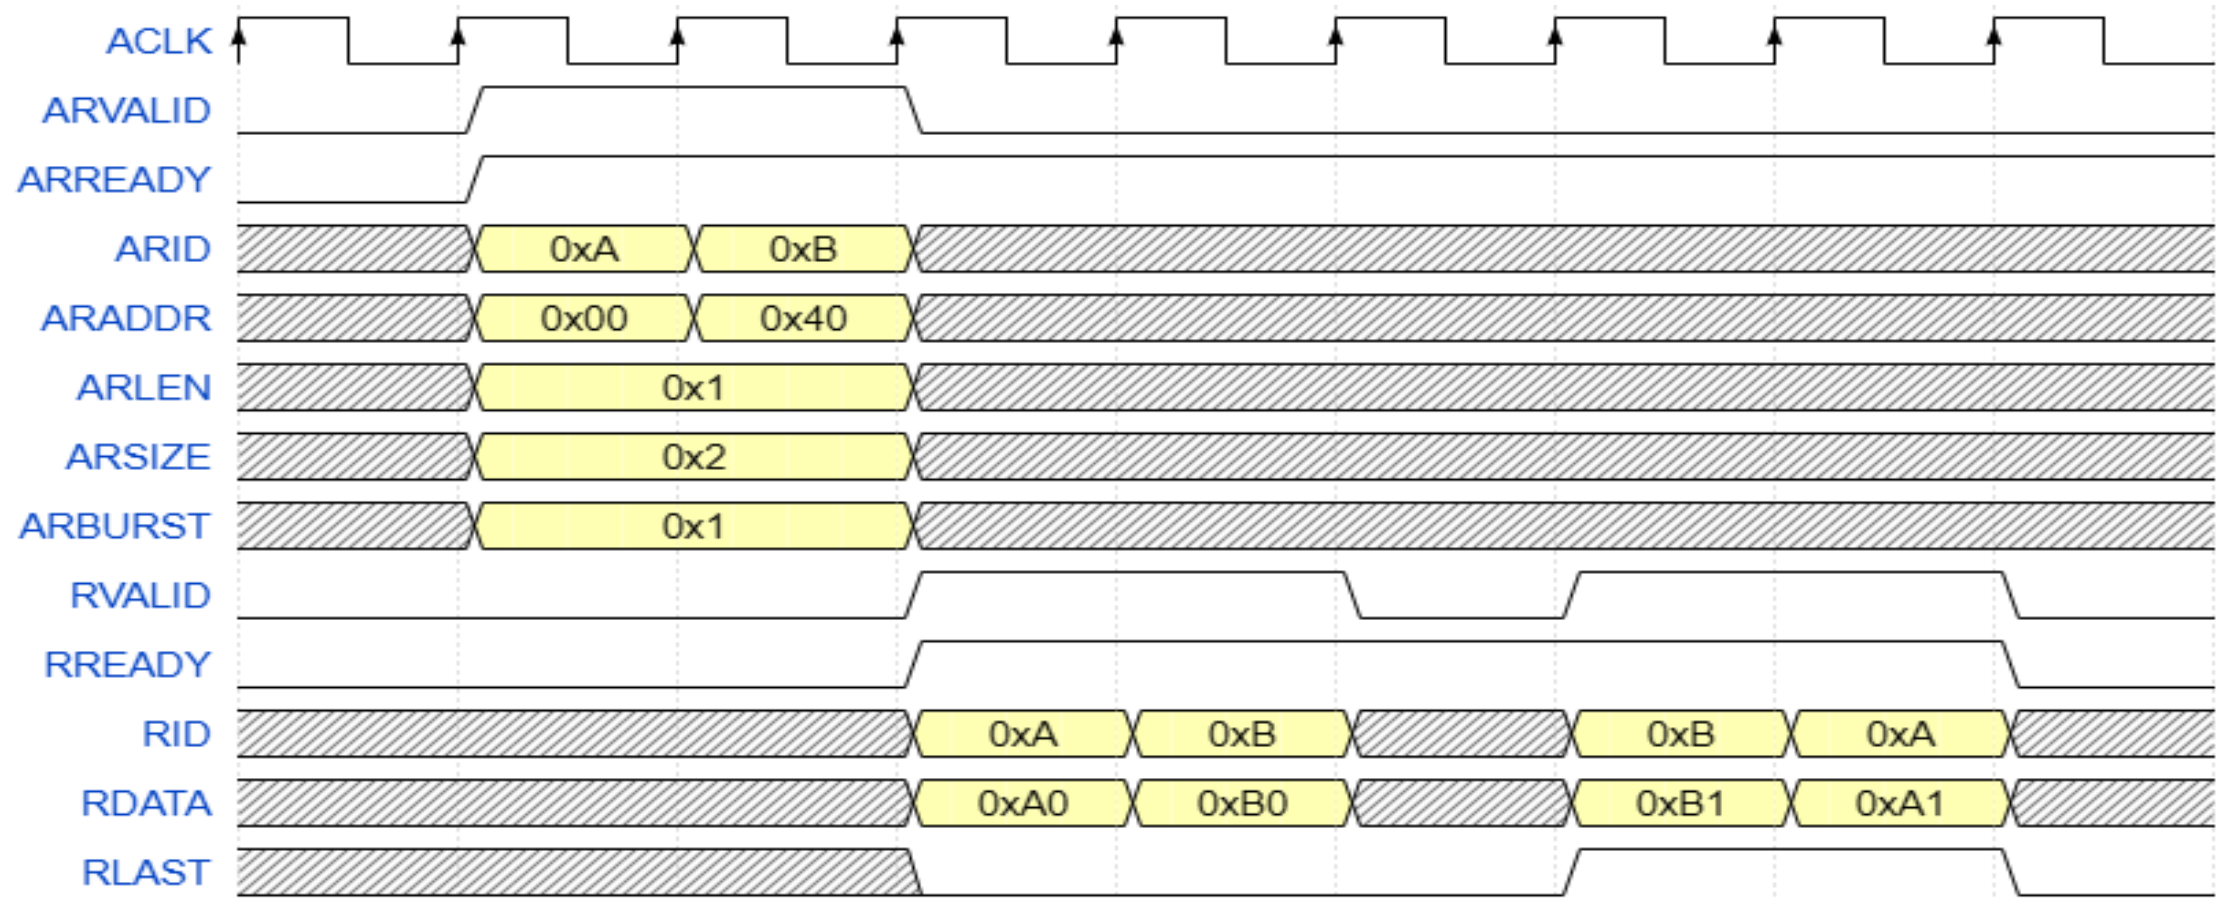 ACLK
ARVALID
ARREADY
ARID 0xA 0xB
ARADDR 0x00 0x40
ARLEN 0x1
ARSIZE 0x2
ARBURST 0x1
RVALID
RREADY
RID 0xA 0xB 0xB 0xA
RDATA 0xA0 0xB0 0xB1 0xA1
RLAST